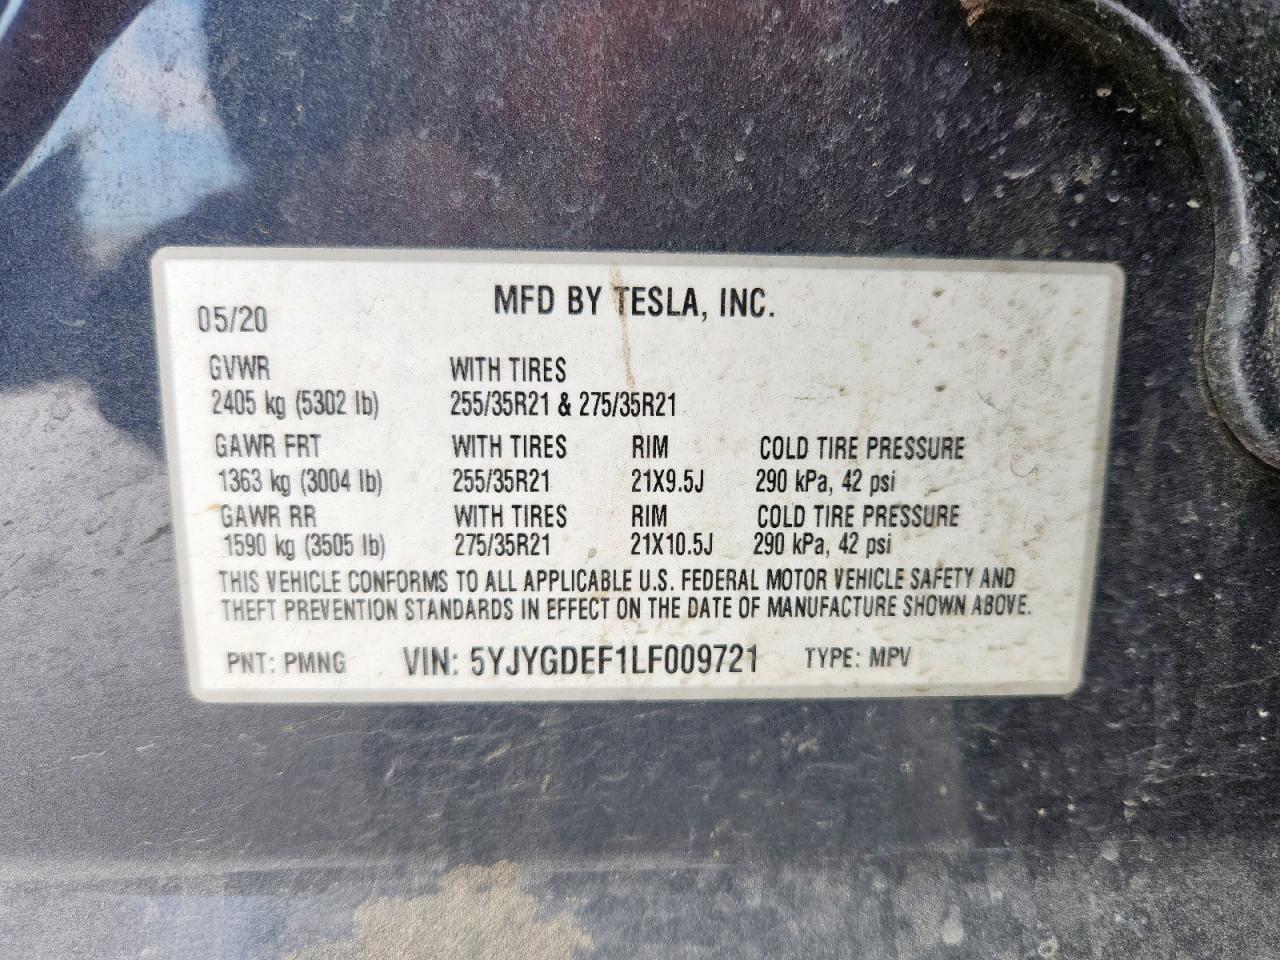 MFD BY TESLA, INC.
05/20
GVWR WITH TIRES
2405 kg (5302 lb) 255/35R21 & 275/35R21
GAWR FRT WITH TIRES RIM COLD TIRE PRESSURE
1363 kg (3004 lb) 255/35R21 21X9.5J 290 kPa, 42 psi
GAWR RR WITH TIRES RIM COLD TIRE PRESSURE
1590 kg (3505 lb) 275/35R21 21X10.5J 290 kPa, 42 psi
THIS VEHICLE CONFORMS TO ALL APPLICABLE U.S. FEDERAL MOTOR VEHICLE SAFETY AND
THEFT PREVENTION STANDARDS IN EFFECT ON THE DATE OF MANUFACTURE SHOWN ABOVE.
PNT: PMNG VIN: 5YJYGDEF1LF009721 TYPE: MPV